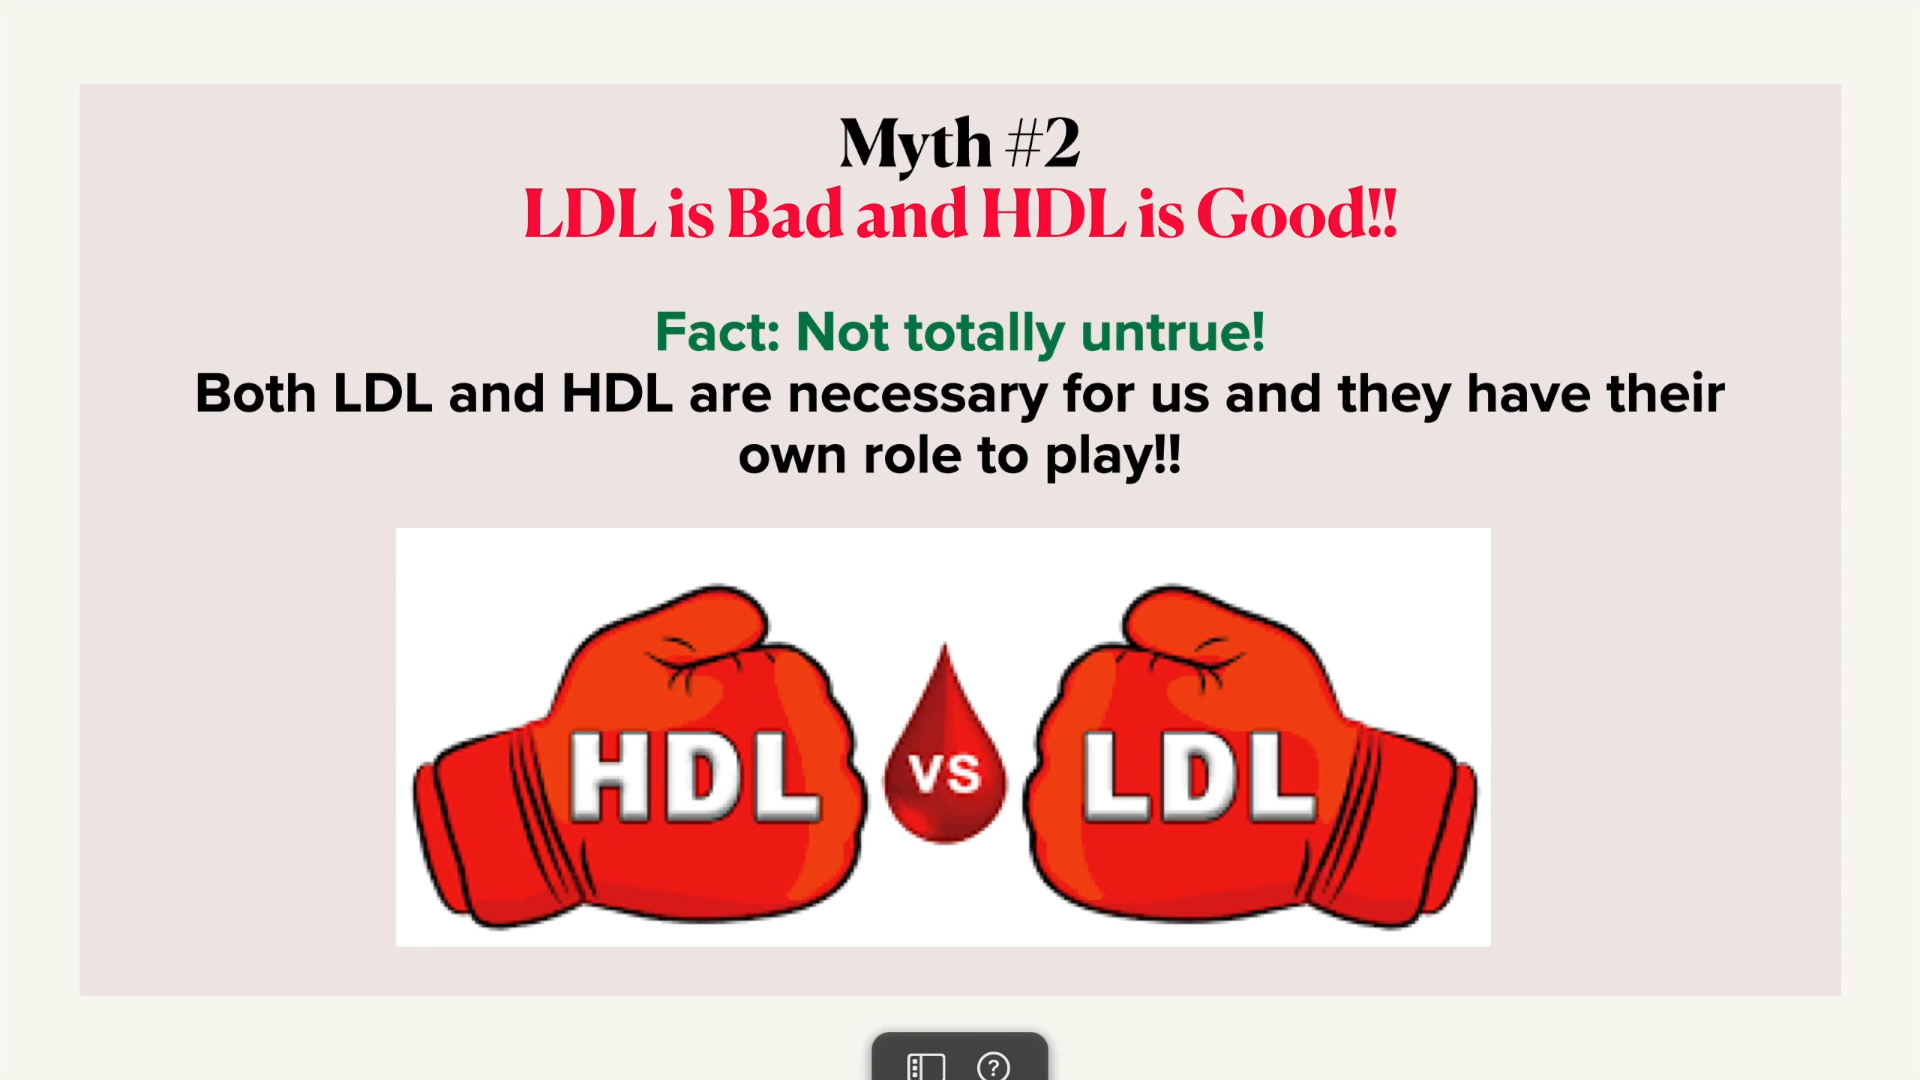 Myth #2
LDL is Bad and HDL is Good!!
Fact: Not totally untrue!
Both LDL and HDL are necessary for us and they have their
own role to play!!
HDL
VS
LDL
?